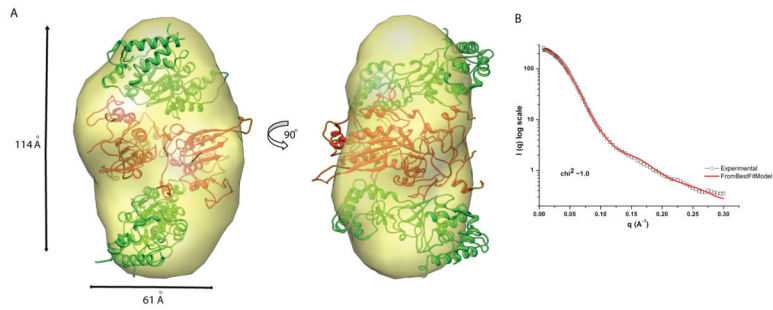 A
114 Å
61 Å
90°
B
I (q) log scale
100
10
1
chi² ~1.0
Experimental
FromBestFitModel
0.00 0.05 0.10 0.15 0.20 0.25 0.30
q (A⁻¹)